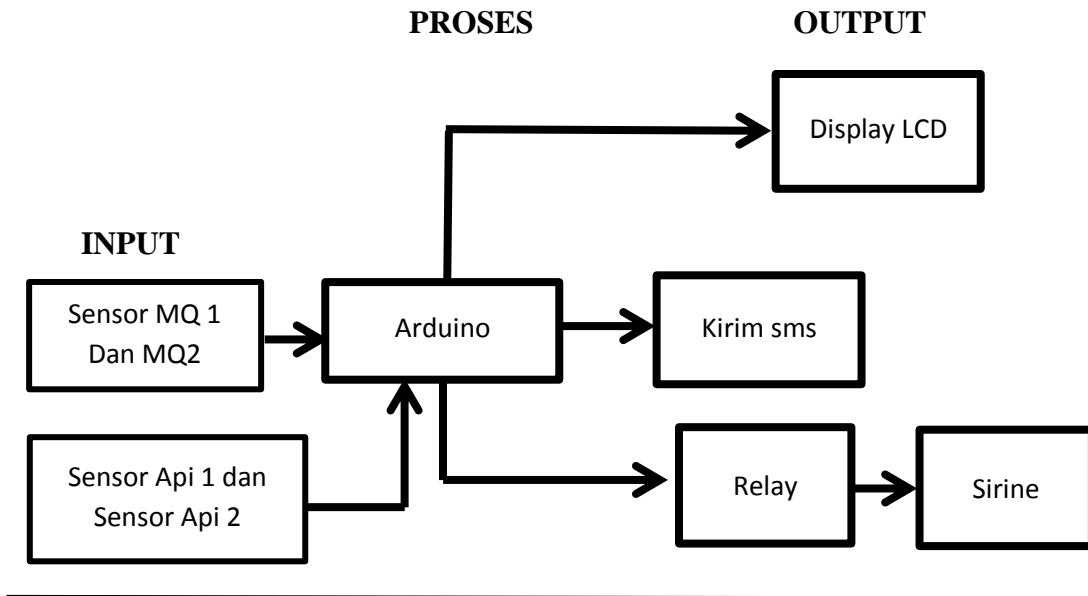 PROSES
OUTPUT
Display LCD
INPUT
Sensor MQ 1
Dan MQ2
Arduino
Kirim sms
Sensor Api 1 dan
Sensor Api 2
Relay
Sirine